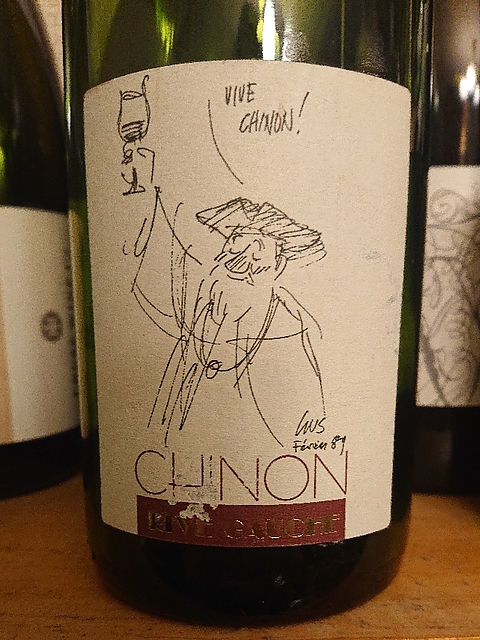 VIVE
CHINON!
Février 89
CHINON
RIVE GAUCHE